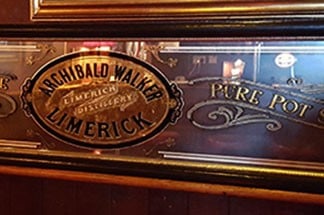 ARCHIBALD WALKER
LIMERICK
DISTILLERY
LIMERICK
PURE POT S